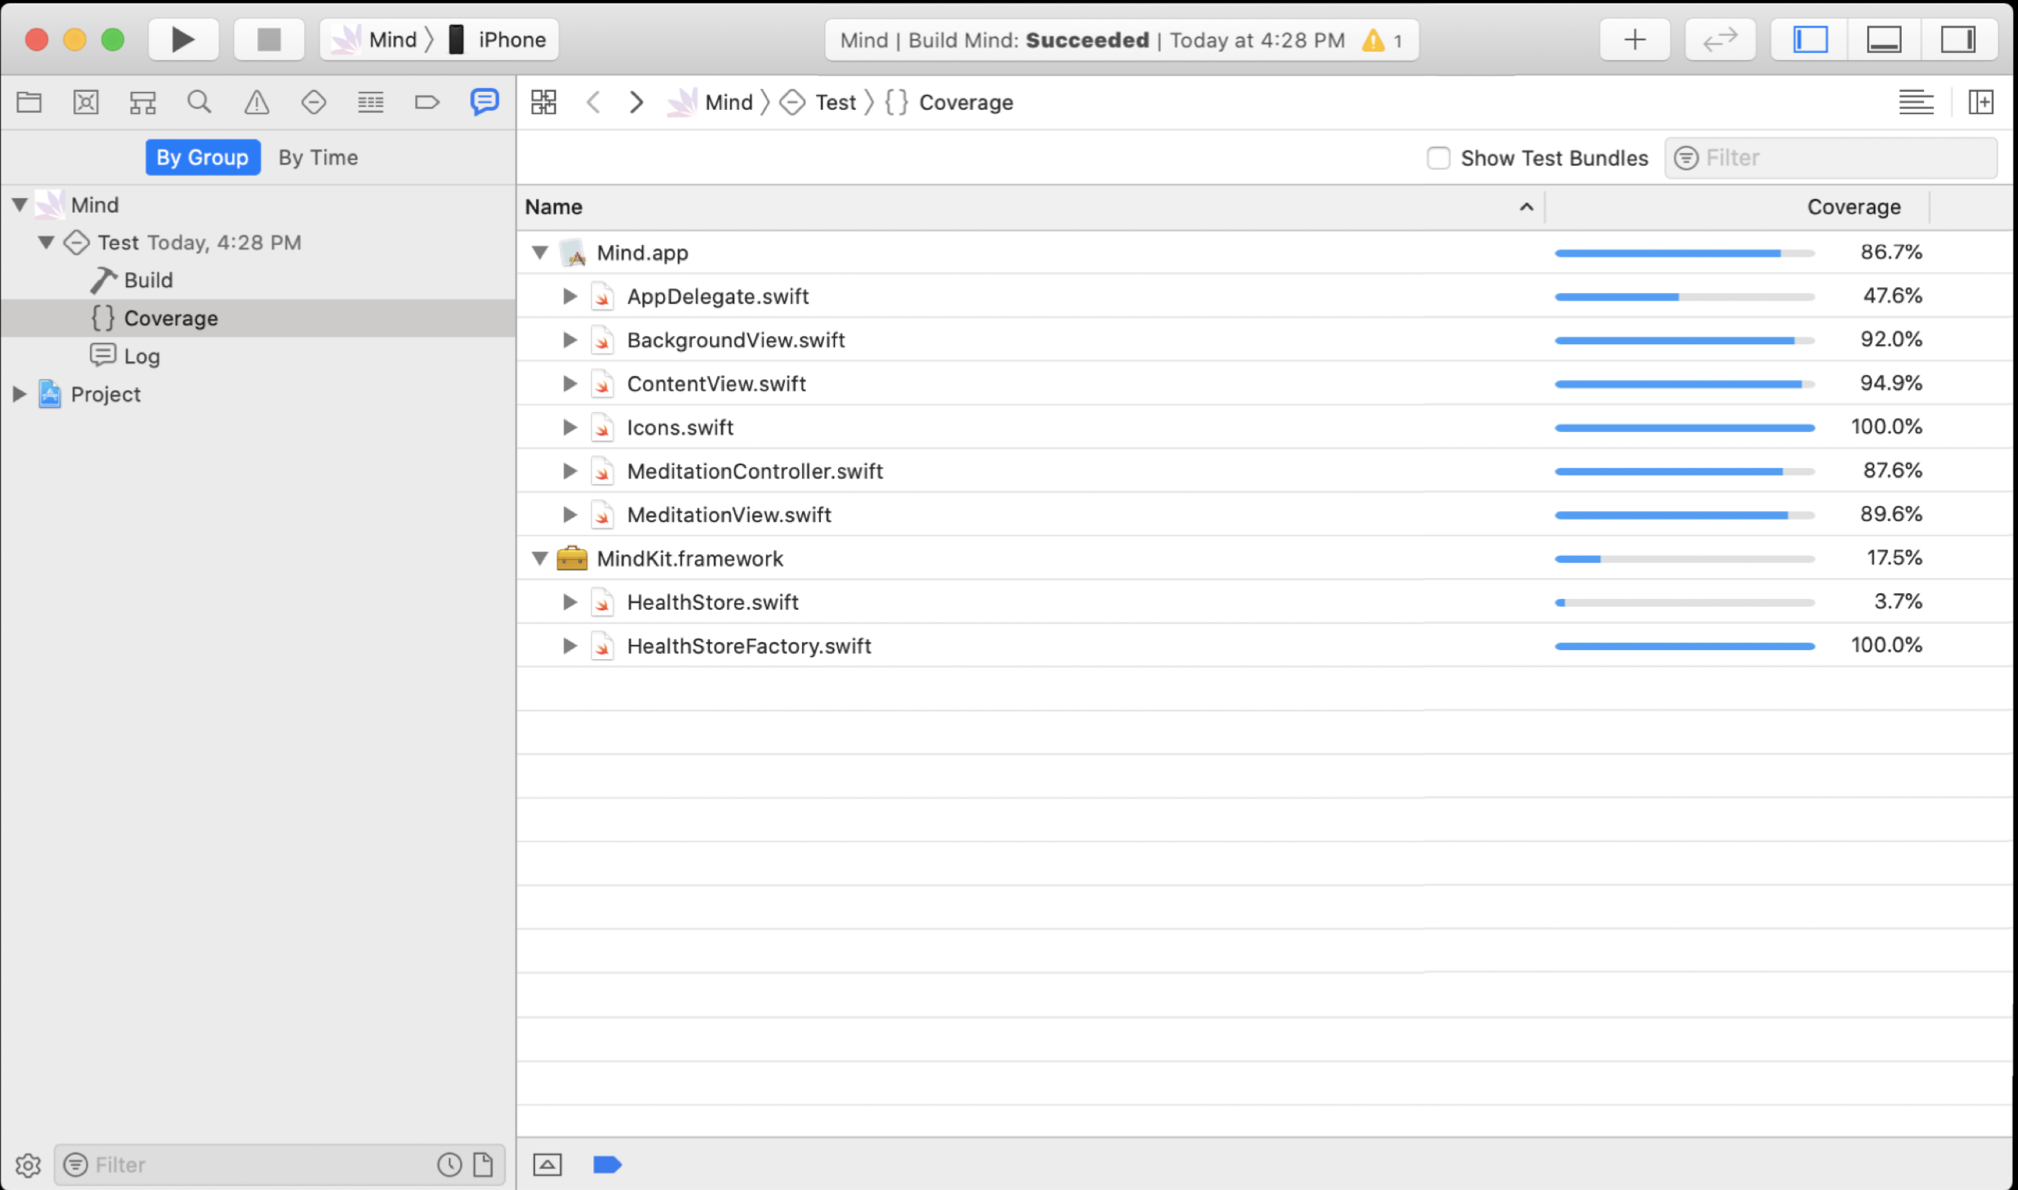 Mind 〉 iPhone
Mind | Build Mind: Succeeded | Today at 4:28 PM 1
Mind 〉 Test 〉 {} Coverage
By Group By Time
Show Test Bundles Filter
Mind
Test Today, 4:28 PM
Build
{} Coverage
Log
Project
Name Coverage
Mind.app 86.7%
AppDelegate.swift 47.6%
BackgroundView.swift 92.0%
ContentView.swift 94.9%
Icons.swift 100.0%
MeditationController.swift 87.6%
MeditationView.swift 89.6%
MindKit.framework 17.5%
HealthStore.swift 3.7%
HealthStoreFactory.swift 100.0%
Filter